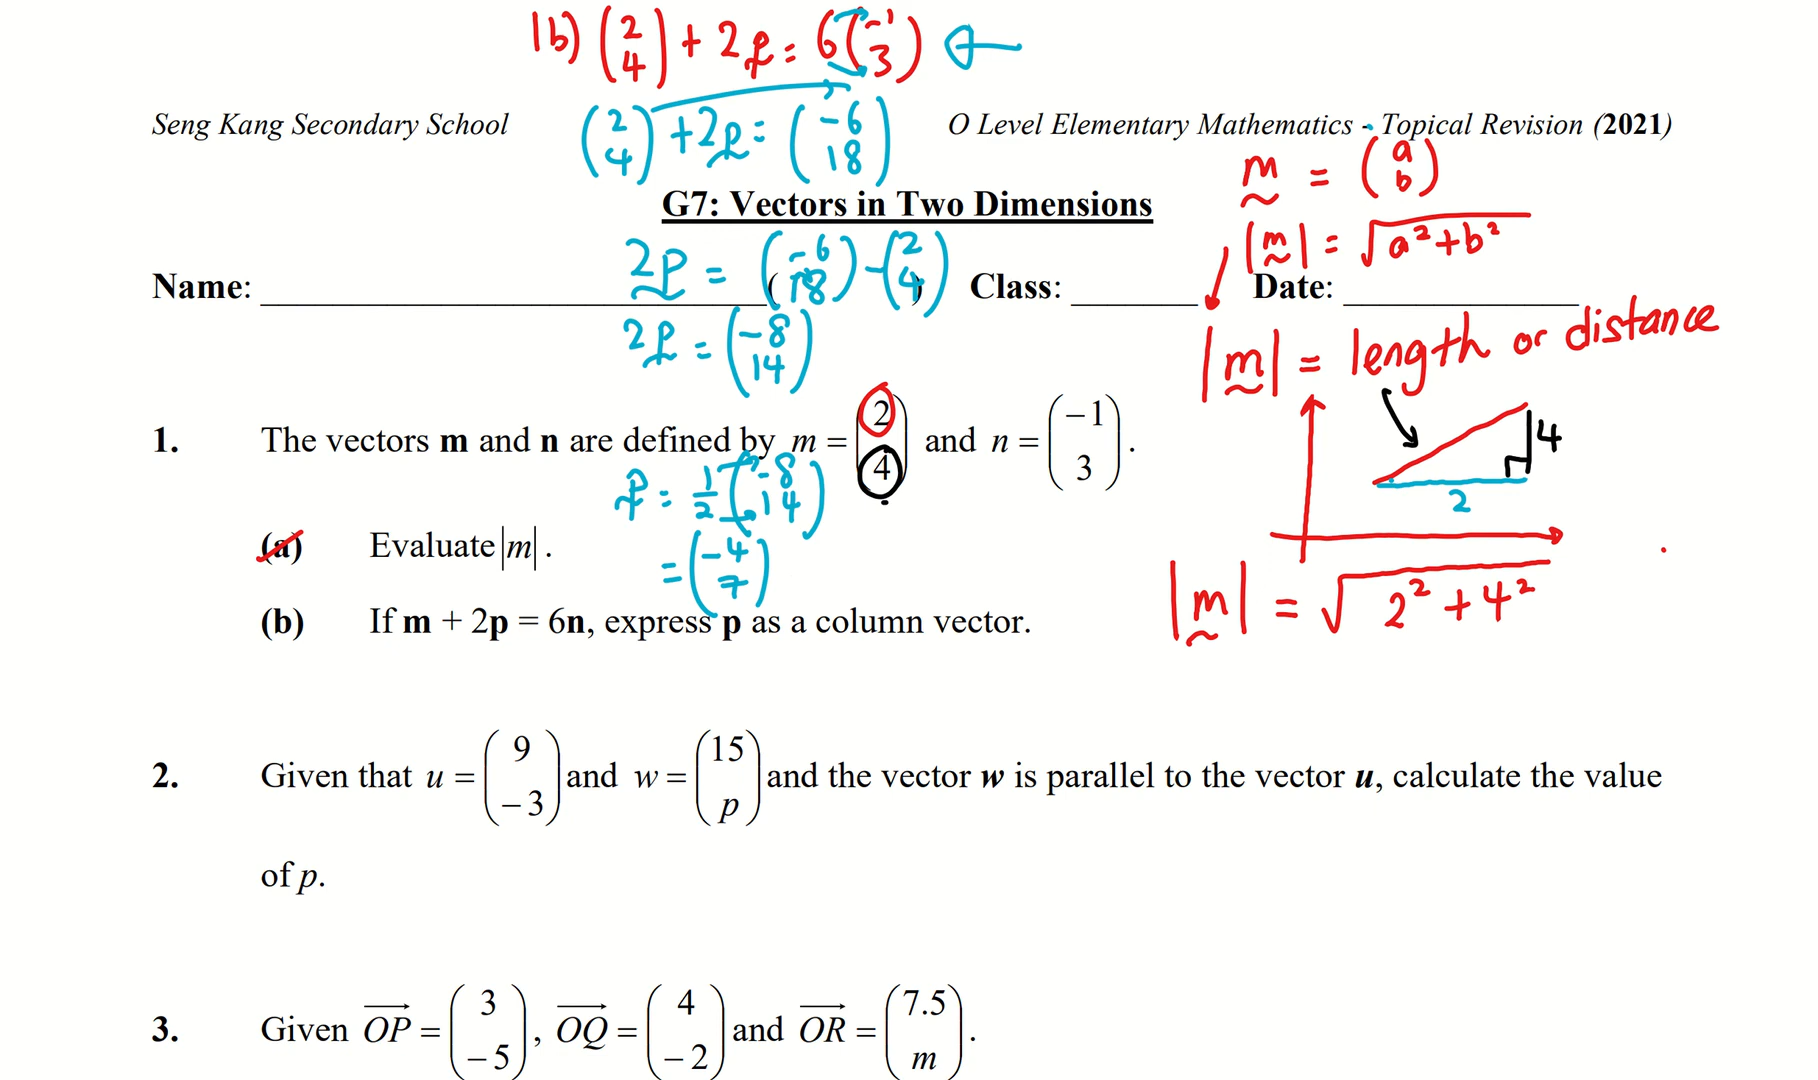 1b) (2 4) + 2p = 6(-1 3)
Seng Kang Secondary School
(2 4) + 2p = (-6 18)
O Level Elementary Mathematics - Topical Revision (2021)
m = (a b)
G7: Vectors in Two Dimensions
|m| = √a²+b²
2p = (-6 18) - (2 4)
Name: ____________ ( ) Class: _______ Date: ____________
2p = (-8 14)
|m| = length or distance
1. The vectors m and n are defined by m = (2 4) and n = (-1 3).
4
2
p = 1/2 (-8 14)
(a) Evaluate |m|.
= (-4 7)
|m| = √2² + 4²
(b) If m + 2p = 6n, express p as a column vector.
2. Given that u = (9 -3) and w = (15 p) and the vector w is parallel to the vector u, calculate the value
of p.
3. Given OP = (3 -5), OQ = (4 -2) and OR = (7.5 m).